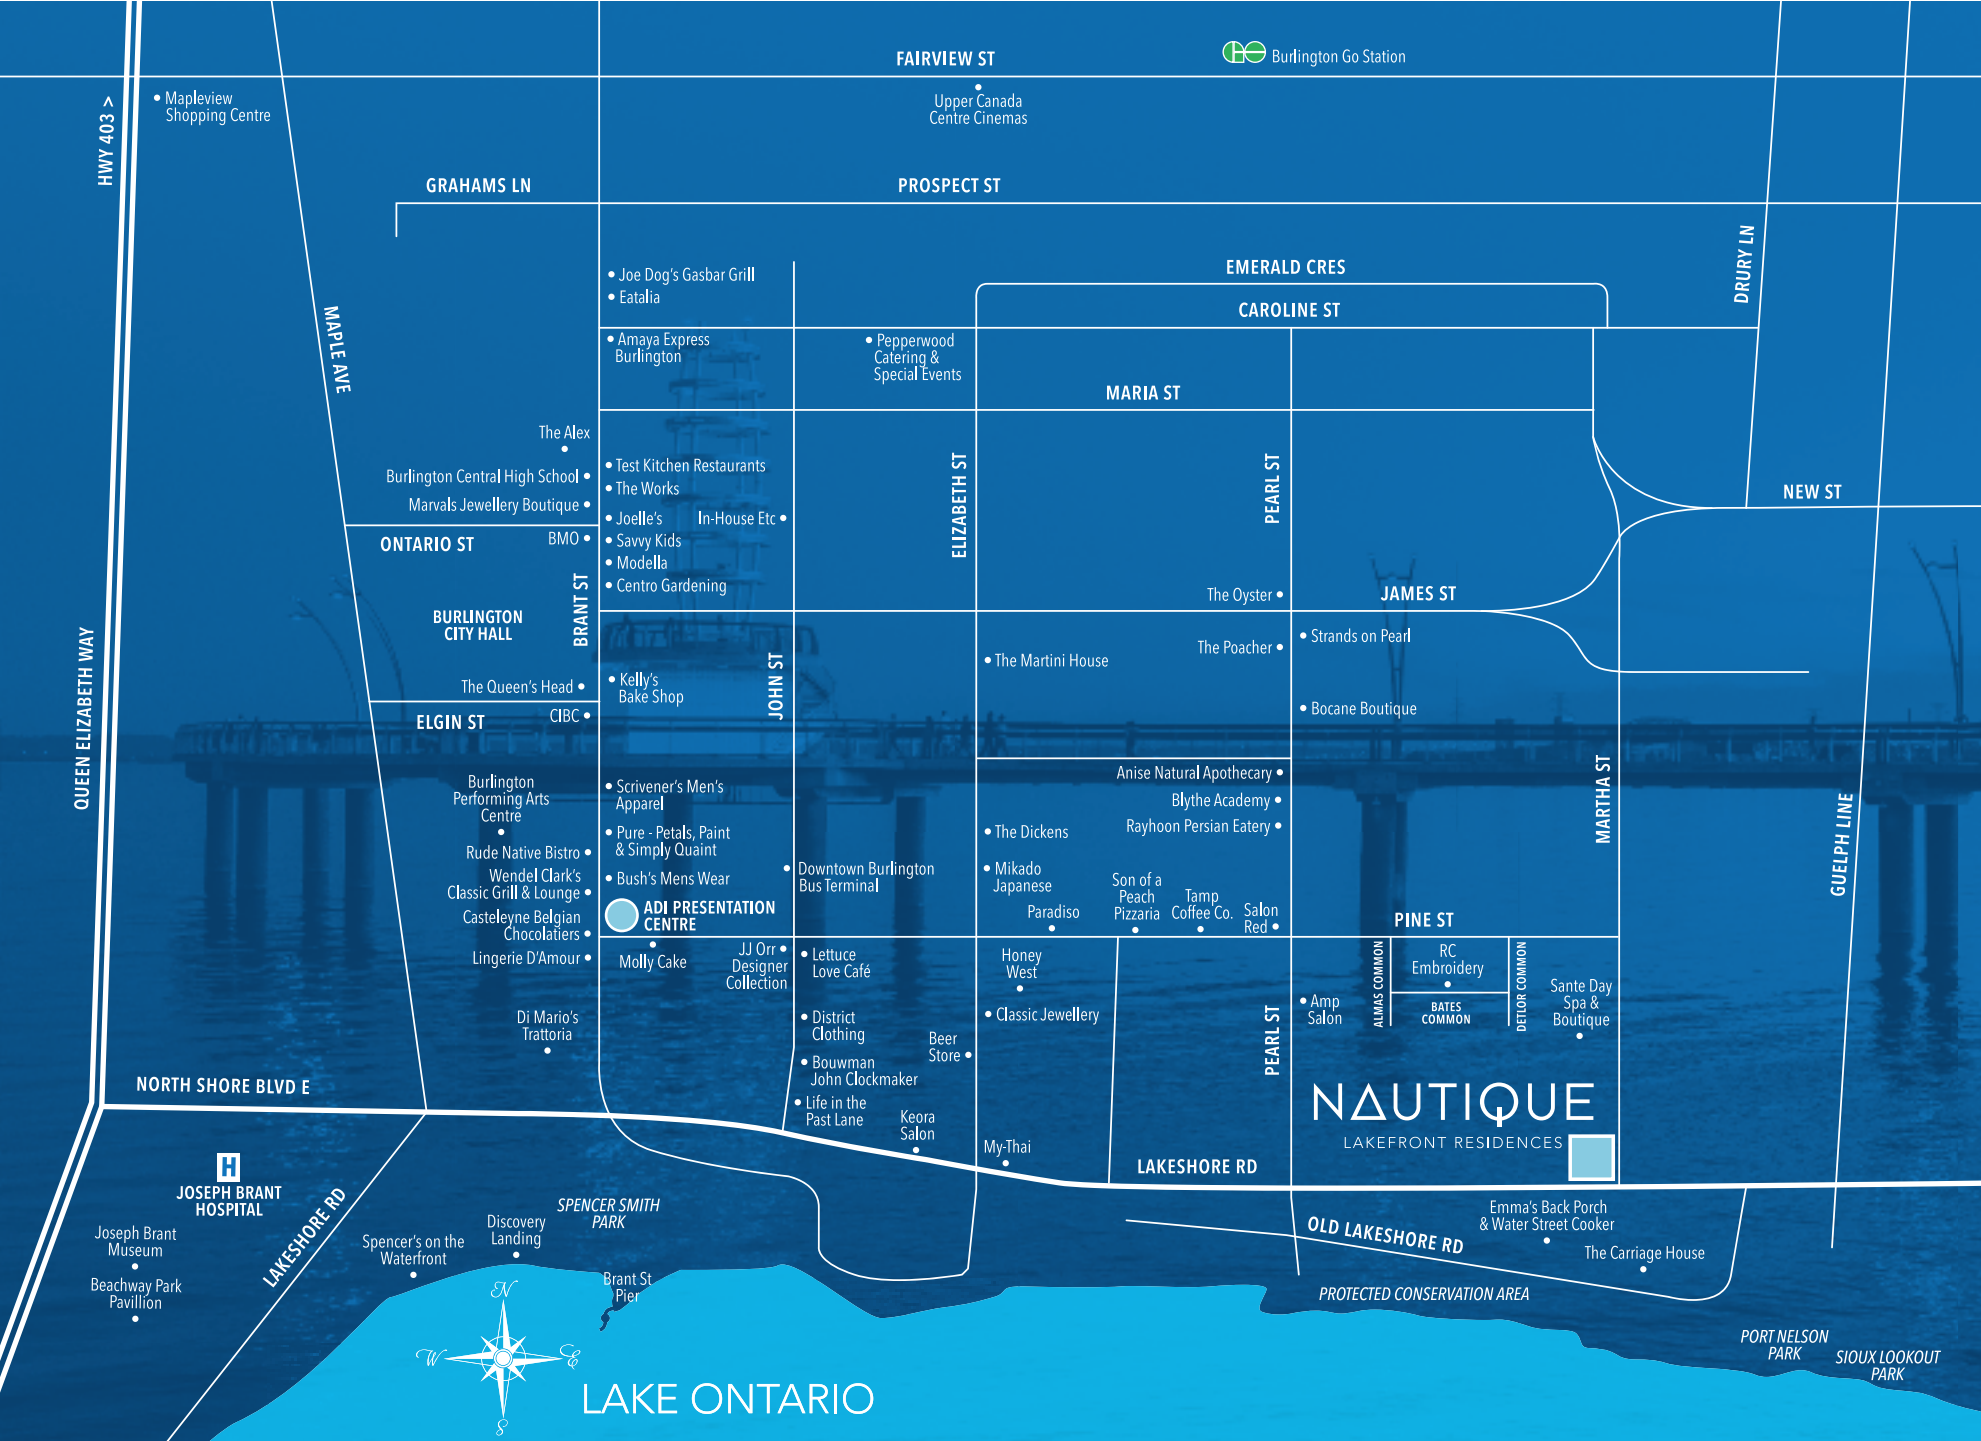 FAIRVIEW ST
Burlington Go Station
HWY 403 >
Mapleview
Shopping Centre
Upper Canada
Centre Cinemas
GRAHAMS LN
PROSPECT ST
DRURY LN
Joe Dog's Gasbar Grill
Eatalia
EMERALD CRES
CAROLINE ST
MAPLE AVE
Amaya Express
Burlington
Pepperwood
Catering &
Special Events
MARIA ST
The Alex
Burlington Central High School
Marvals Jewellery Boutique
Test Kitchen Restaurants
The Works
Joelle's
In-House Etc
Savvy Kids
Modella
Centro Gardening
ELIZABETH ST
PEARL ST
NEW ST
ONTARIO ST
BMO
BRANT ST
BURLINGTON
CITY HALL
The Oyster
JAMES ST
Strands on Pearl
The Poacher
The Martini House
QUEEN ELIZABETH WAY
The Queen's Head
Kelly's
Bake Shop
JOHN ST
ELGIN ST
CIBC
Bocane Boutique
MARTHA ST
GUELPH LINE
Burlington
Performing Arts
Centre
Scrivener's Men's
Apparel
Anise Natural Apothecary
Blythe Academy
Rayhoon Persian Eatery
Pure - Petals, Paint
& Simply Quaint
The Dickens
Rude Native Bistro
Wendel Clark's
Classic Grill & Lounge
Bush's Mens Wear
Downtown Burlington
Bus Terminal
Mikado
Japanese
Son of a
Peach
Pizzaria
Tamp
Coffee Co.
Salon
Red
Paradiso
Casteleyne Belgian
Chocolatiers
ADI PRESENTATION
CENTRE
PINE ST
Lingerie D'Amour
Molly Cake
JJ Orr
Designer
Collection
Lettuce
Love Café
Honey
West
ALMAS COMMON
RC
Embroidery
DETLOR COMMON
BATES
COMMON
Sante Day
Spa &
Boutique
Amp
Salon
Di Mario's
Trattoria
District
Clothing
Classic Jewellery
Beer
Store
PEARL ST
Bouwman
John Clockmaker
NORTH SHORE BLVD E
Life in the
Past Lane
Keora
Salon
My-Thai
NAUTIQUE
LAKEFRONT RESIDENCES
LAKESHORE RD
H
JOSEPH BRANT
HOSPITAL
LAKESHORE RD
SPENCER SMITH
PARK
Joseph Brant
Museum
Discovery
Landing
Spencer's on the
Waterfront
Emma's Back Porch
& Water Street Cooker
OLD LAKESHORE RD
The Carriage House
Beachway Park
Pavillion
Brant St
Pier
PROTECTED CONSERVATION AREA
PORT NELSON
PARK
SIOUX LOOKOUT
PARK
N
W
E
S
LAKE ONTARIO